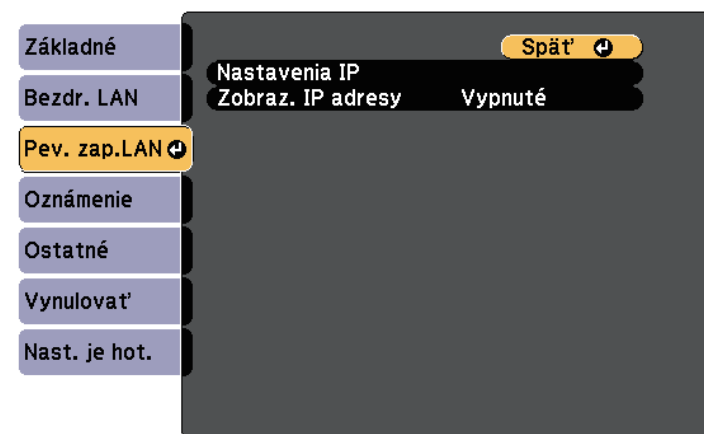 Základné
Bezdr. LAN
Pev. zap.LAN
Oznámenie
Ostatné
Vynulovať
Nast. je hot.
Späť
Nastavenia IP
Zobraz. IP adresy Vypnuté